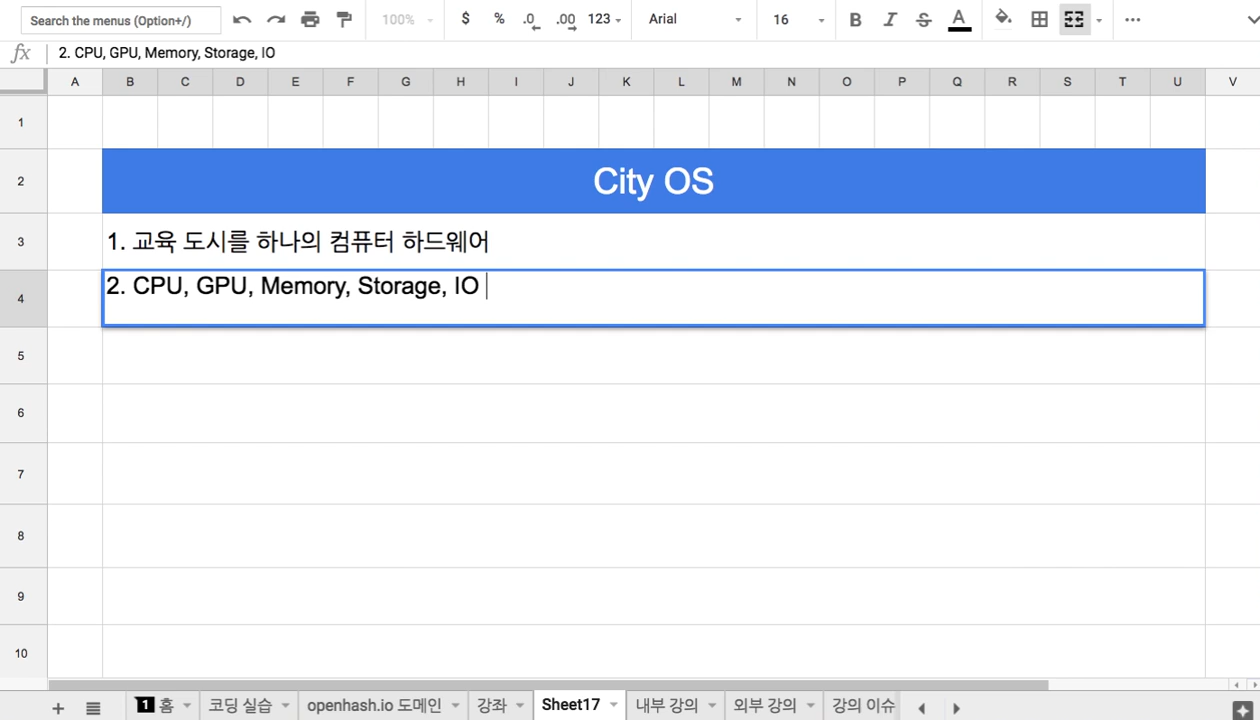 Search the menus (Option+/)
100%
$ % .0 .00 123
Arial
16
B I S A
fx 2. CPU, GPU, Memory, Storage, IO
A B C D E F G H I J K L M N O P Q R S T U V
1
2 City OS
3 1. 교육 도시를 하나의 컴퓨터 하드웨어
4 2. CPU, GPU, Memory, Storage, IO
5
6
7
8
9
10
1 홈 코딩 실습 openhash.io 도메인 강좌 Sheet17 내부 강의 외부 강의 강의 이슈